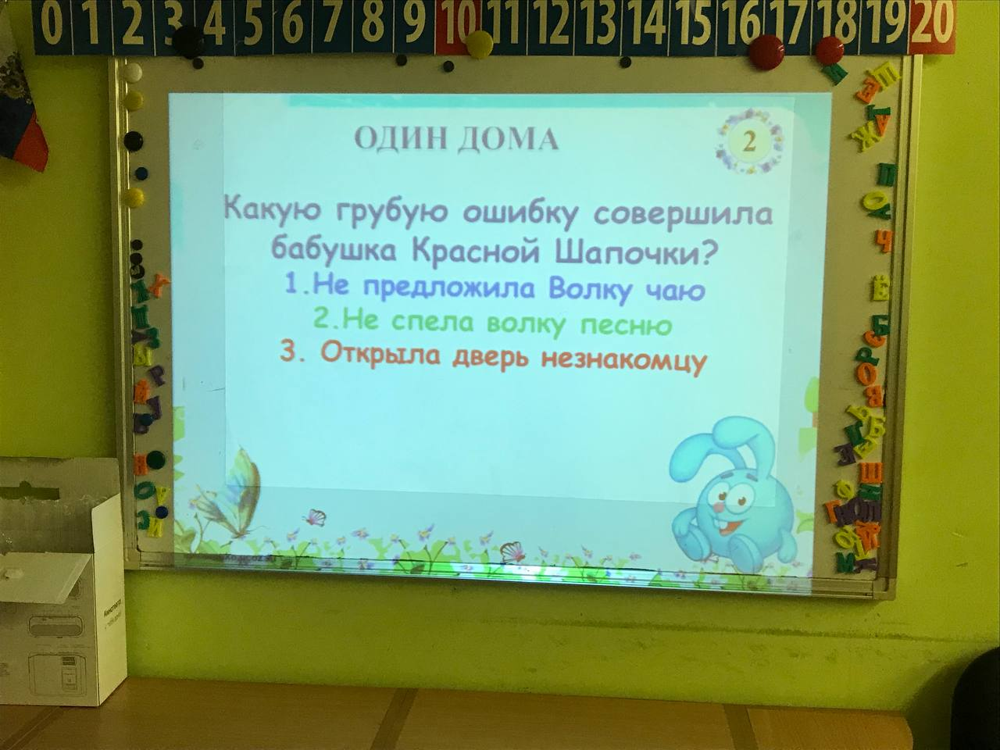 0 1 2 3 4 5 6 7 8 9 10 11 12 13 14 15 16 17 18 19 20
ОДИН ДОМА
2
Какую грубую ошибку совершила
бабушка Красной Шапочки?
1.Не предложила Волку чаю
2.Не спела волку песню
3. Открыла дверь незнакомцу